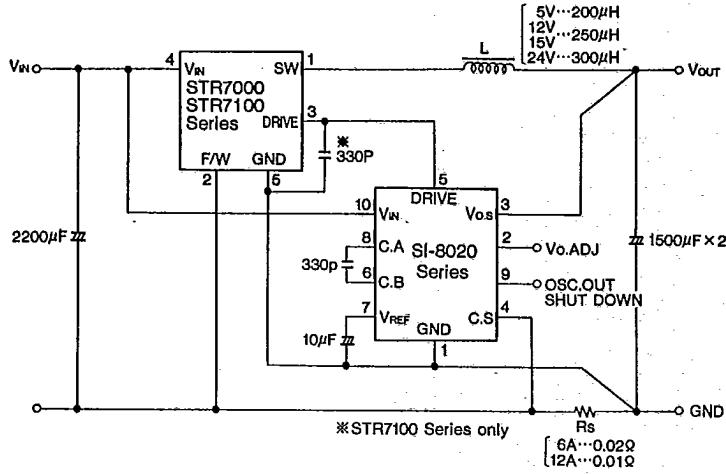 5V…200μH
12V
15V…250μH
24V…300μH
L
VIN
4
VIN
SW
1
VOUT
STR7000
STR7100
Series
DRIVE
3
※
330P
F/W
GND
2
5
5
DRIVE
10
VIN
VO.S
3
2200μF
8
C.A
SI-8020
Series
2
VO.ADJ
1500μF×2
330p
6
C.B
9
OSC.OUT
SHUT DOWN
7
VREF
C.S
4
10μF
GND
1
GND
※STR7100 Series only
Rs
6A…0.02Ω
12A…0.01Ω